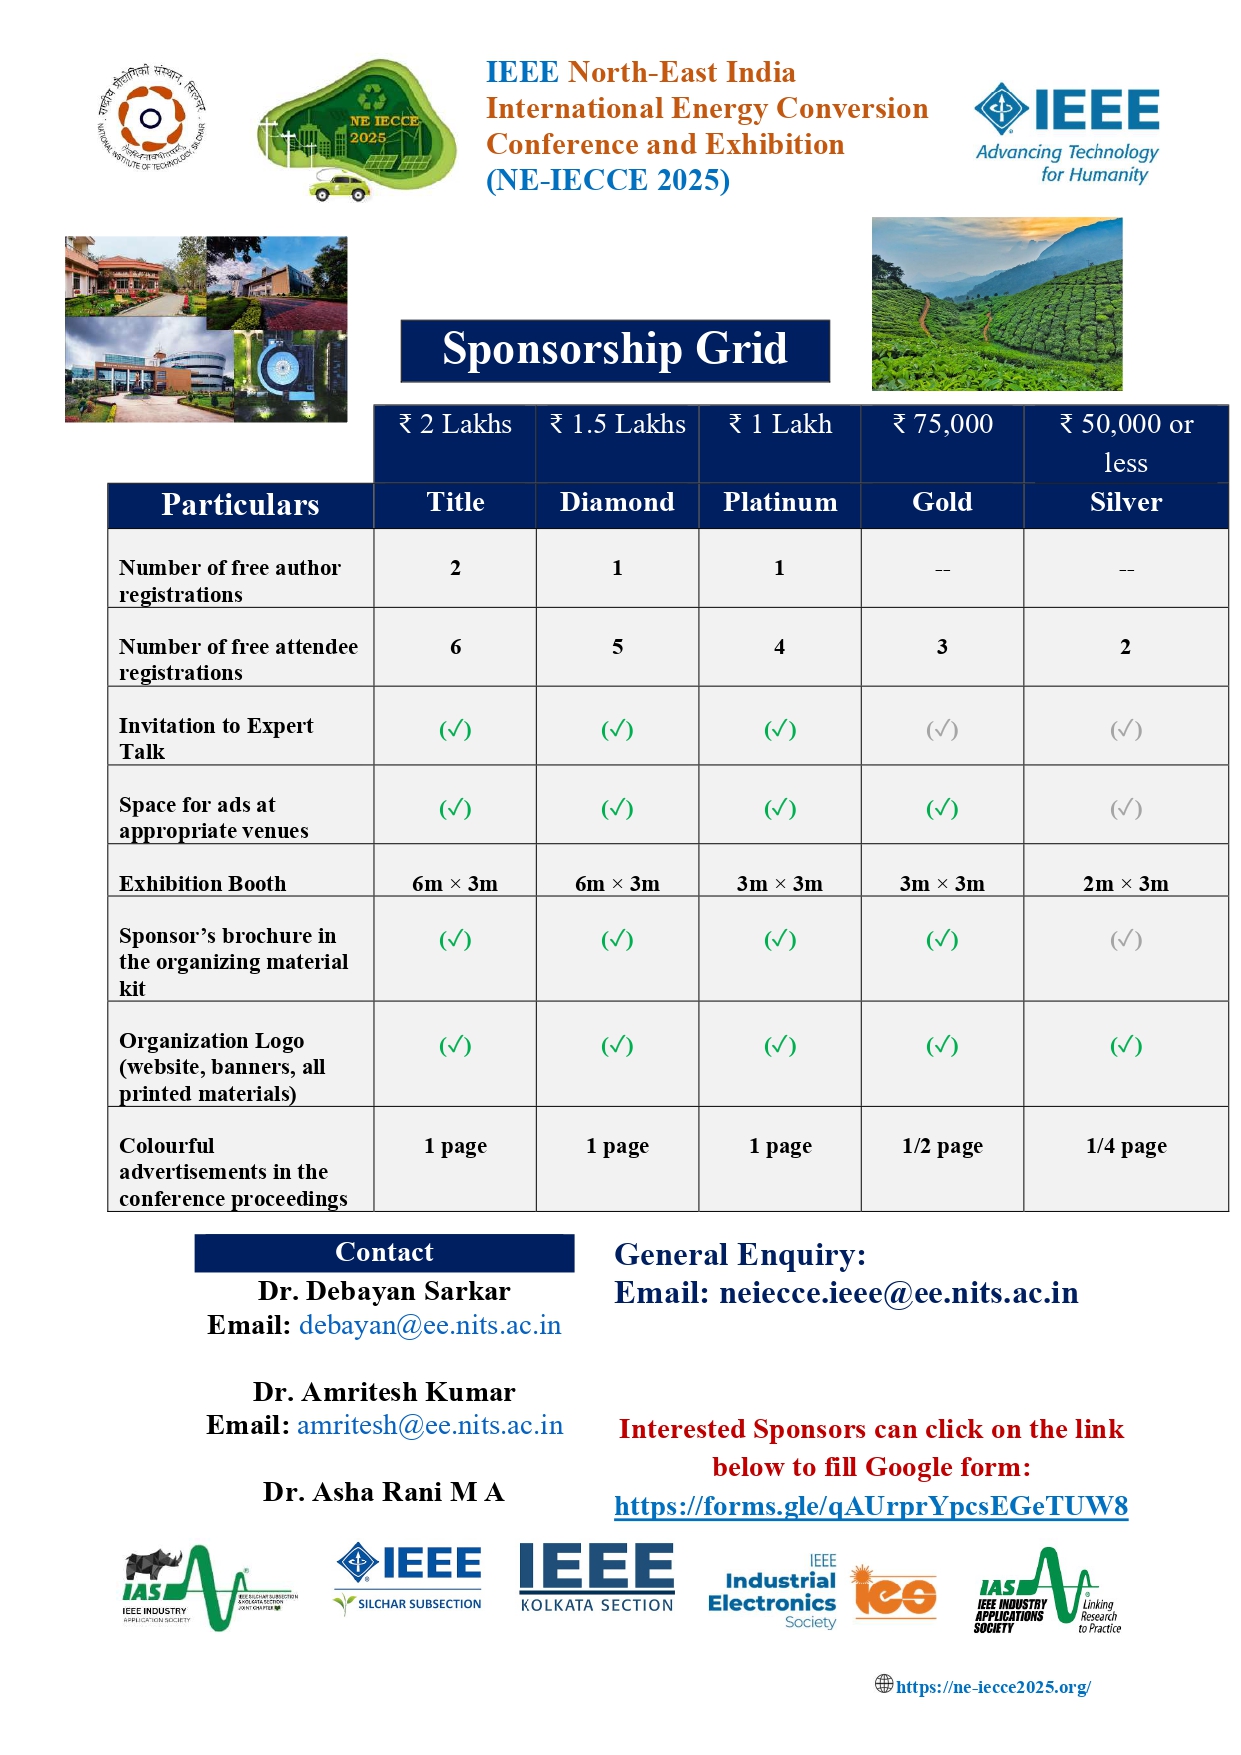 राष्ट्रीय प्रौद्योगिकी संस्थान, सिलचर
NATIONAL INSTITUTE OF TECHNOLOGY, SILCHAR
NE IECCE
2025
IEEE North-East India
International Energy Conversion
Conference and Exhibition
(NE-IECCE 2025)
IEEE
Advancing Technology
for Humanity
Sponsorship Grid
₹ 2 Lakhs ₹ 1.5 Lakhs ₹ 1 Lakh ₹ 75,000 ₹ 50,000 or
less
Particulars Title Diamond Platinum Gold Silver
Number of free author
registrations 2 1 1 -- --
Number of free attendee
registrations 6 5 4 3 2
Invitation to Expert
Talk (✓) (✓) (✓) (✓) (✓)
Space for ads at
appropriate venues (✓) (✓) (✓) (✓) (✓)
Exhibition Booth 6m × 3m 6m × 3m 3m × 3m 3m × 3m 2m × 3m
Sponsor’s brochure in
the organizing material
kit (✓) (✓) (✓) (✓) (✓)
Organization Logo
(website, banners, all
printed materials) (✓) (✓) (✓) (✓) (✓)
Colourful
advertisements in the
conference proceedings 1 page 1 page 1 page 1/2 page 1/4 page
Contact
Dr. Debayan Sarkar
Email: debayan@ee.nits.ac.in
Dr. Amritesh Kumar
Email: amritesh@ee.nits.ac.in
Dr. Asha Rani M A
General Enquiry:
Email: neiecce.ieee@ee.nits.ac.in
Interested Sponsors can click on the link
below to fill Google form:
https://forms.gle/qAUrprYpcsEGeTUW8
IAS
IEEE INDUSTRY
APPLICATION SOCIETY
IEEE SILCHAR SUBSECTION
& KOLKATA SECTION
JOINT CHAPTER
IEEE
SILCHAR SUBSECTION
IEEE
KOLKATA SECTION
IEEE
Industrial
Electronics
Society
ies
IAS
IEEE INDUSTRY
APPLICATIONS
SOCIETY
Linking
Research
to Practice
https://ne-iecce2025.org/